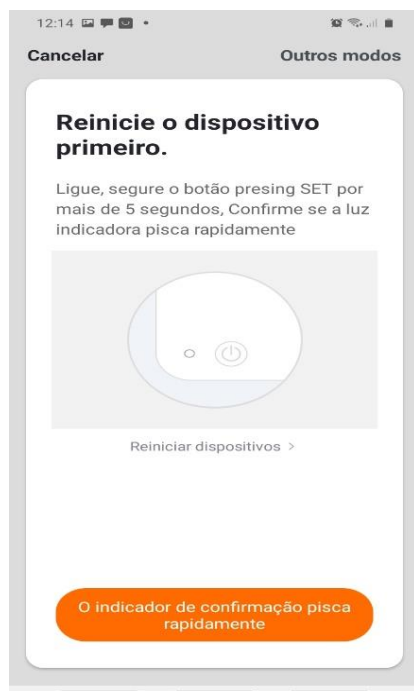 12:14
Cancelar
Outros modos
Reinicie o dispositivo
primeiro.
Ligue, segure o botão presing SET por
mais de 5 segundos, Confirme se a luz
indicadora pisca rapidamente
Reiniciar dispositivos >
O indicador de confirmação pisca
rapidamente